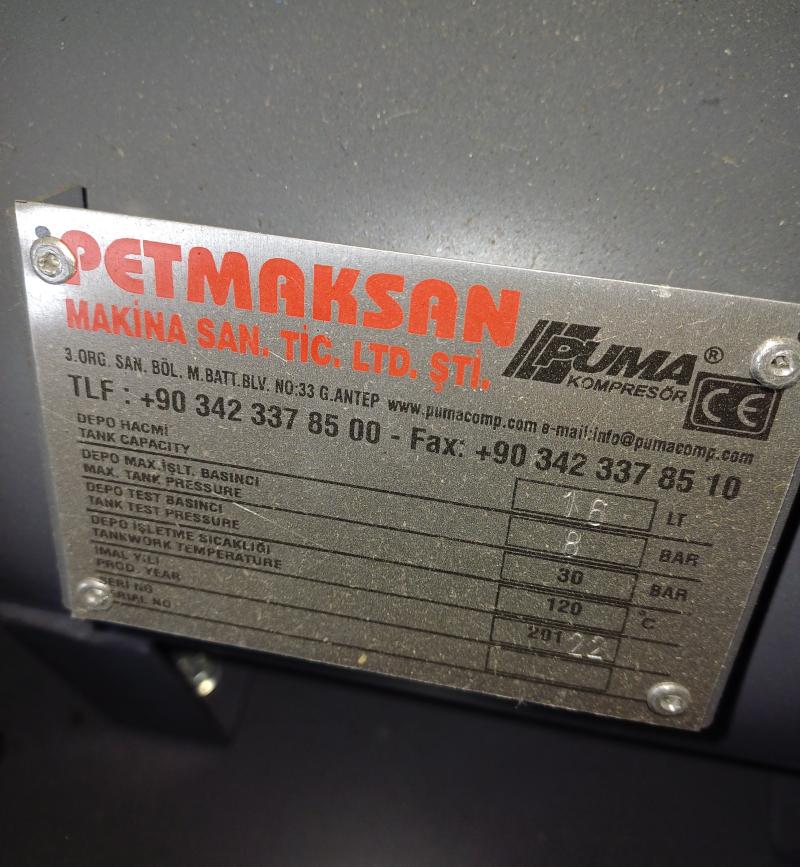 PETMAKSAN
MAKİNA SAN. TİC. LTD. ŞTİ.
PUMA®
KOMPRESÖR
CE
3.ORG. SAN. BÖL. M.BATT.BLV. NO:33 G.ANTEP www.pumacomp.com e-mail:info@pumacomp.com
TLF : +90 342 337 85 00 - Fax: +90 342 337 85 10
DEPO HACMİ
TANK CAPACITY
16 LT
DEPO MAX.İŞLT. BASINCI
MAX. TANK PRESSURE
8 BAR
DEPO TEST BASINCI
TANK TEST PRESSURE
30 BAR
DEPO İŞLETME SICAKLIĞI
TANKWORK TEMPERATURE
120 °C
İMAL YILI
PROD. YEAR
201 22
SERİ NO
SERIAL NO